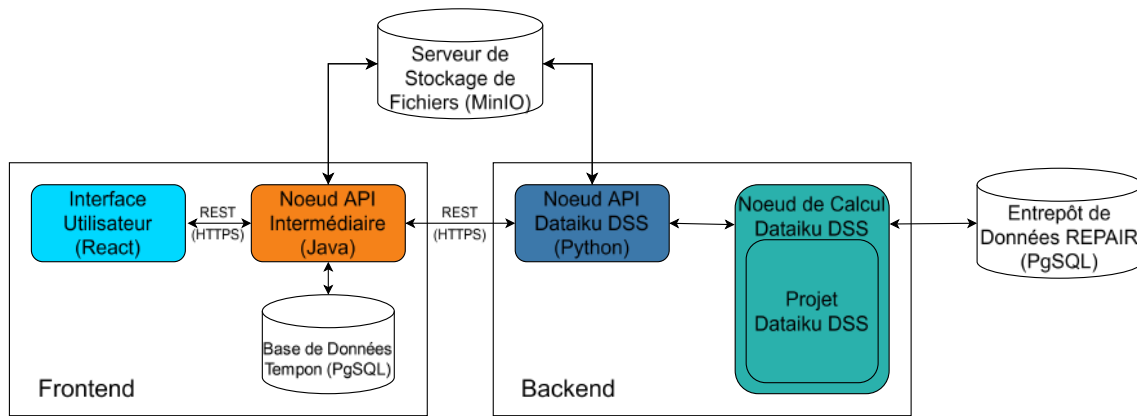 Serveur de
Stockage de
Fichiers (MinIO)
Interface
Utilisateur
(React)
REST
(HTTPS)
Noeud API
Intermédiaire
(Java)
REST
(HTTPS)
Noeud API
Dataiku DSS
(Python)
Noeud de Calcul
Dataiku DSS
Projet
Dataiku DSS
Entrepôt de
Données REPAIR
(PgSQL)
Base de Données
Tempon (PgSQL)
Frontend
Backend